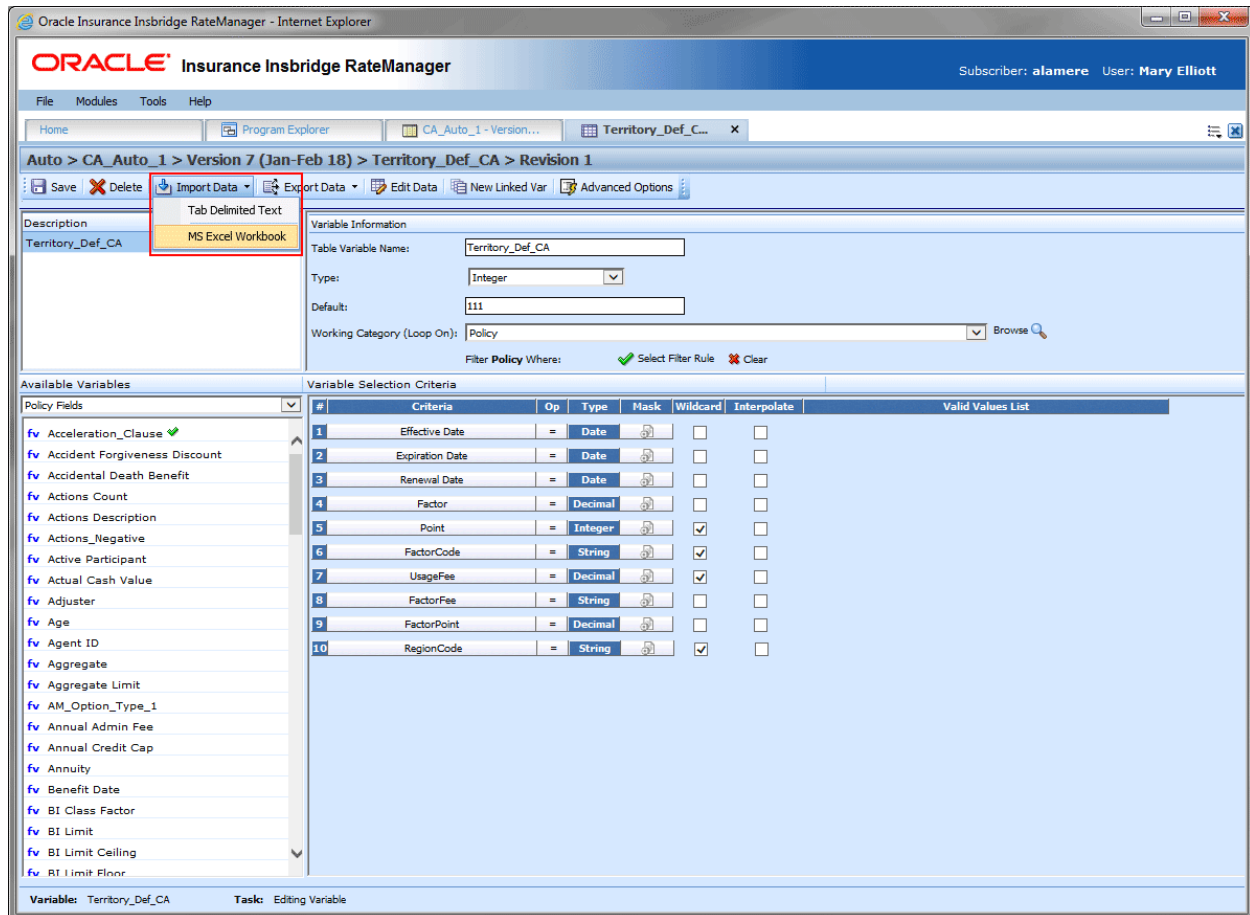 Oracle Insurance Insbridge RateManager - Internet Explorer
ORACLE Insurance Insbridge RateManager
Subscriber: alamere User: Mary Elliott
File Modules Tools Help
Home Program Explorer CA_Auto_1 - Version... Territory_Def_C... x
Auto > CA_Auto_1 > Version 7 (Jan-Feb 18) > Territory_Def_CA > Revision 1
Save Delete Import Data Export Data Edit Data New Linked Var Advanced Options
Tab Delimited Text
MS Excel Workbook
Description
Territory_Def_CA
Variable Information
Table Variable Name: Territory_Def_CA
Type: Integer
Default: 111
Working Category (Loop On): Policy Browse
Filter Policy Where: Select Filter Rule Clear
Available Variables
Policy Fields
fv Acceleration_Clause
fv Accident Forgiveness Discount
fv Accidental Death Benefit
fv Actions Count
fv Actions Description
fv Actions_Negative
fv Active Participant
fv Actual Cash Value
fv Adjuster
fv Age
fv Agent ID
fv Aggregate
fv Aggregate Limit
fv AM_Option_Type_1
fv Annual Admin Fee
fv Annual Credit Cap
fv Annuity
fv Benefit Date
fv BI Class Factor
fv BI Limit
fv BI Limit Ceiling
fv BI Limit Floor
Variable Selection Criteria
# Criteria Op Type Mask Wildcard Interpolate Valid Values List
1 Effective Date = Date
2 Expiration Date = Date
3 Renewal Date = Date
4 Factor = Decimal
5 Point = Integer
6 FactorCode = String
7 UsageFee = Decimal
8 FactorFee = String
9 FactorPoint = Decimal
10 RegionCode = String
Variable: Territory_Def_CA Task: Editing Variable